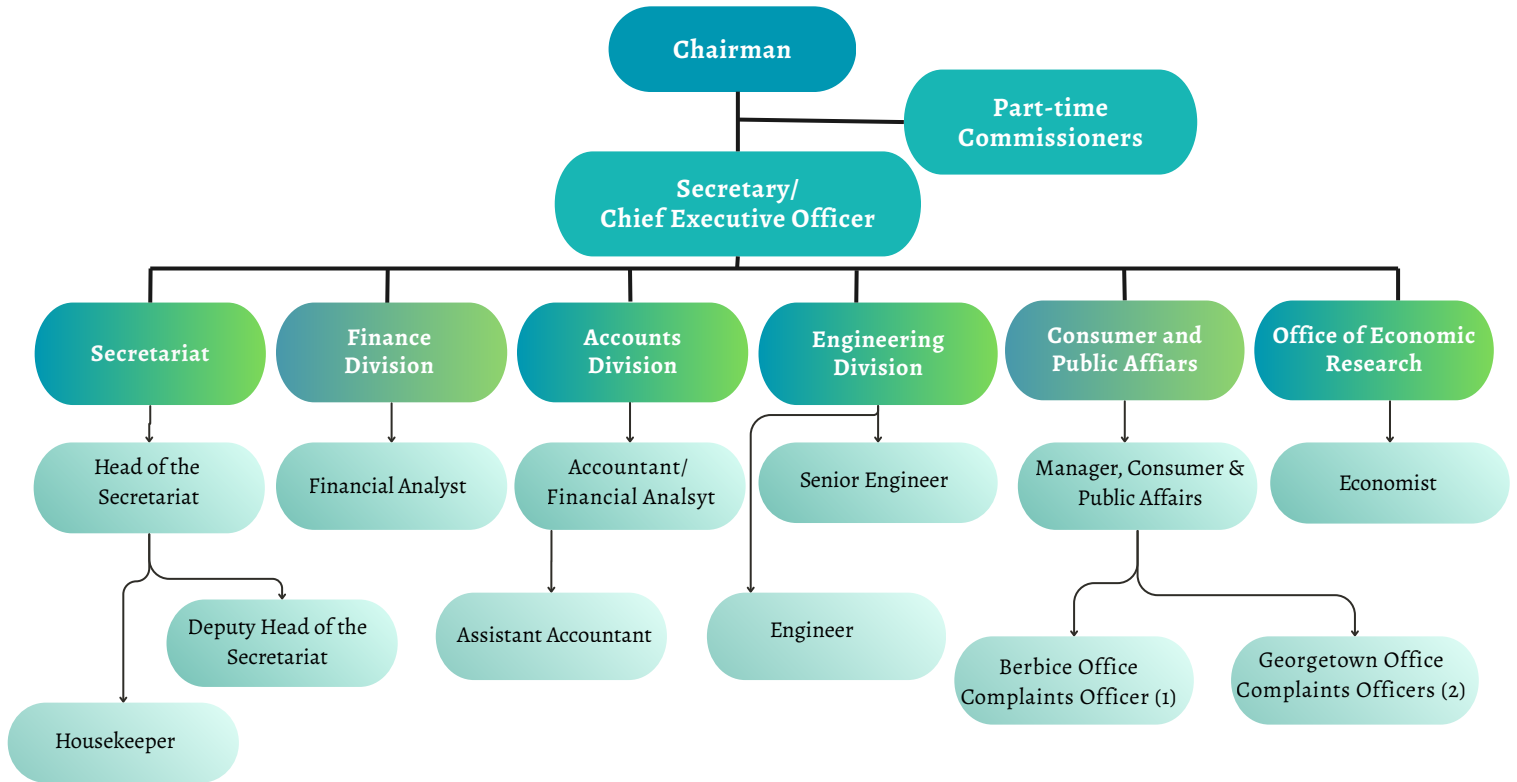 Chairman
Part-time
Commissioners
Secretary/
Chief Executive Officer
Secretariat
Finance
Division
Accounts
Division
Engineering
Division
Consumer and
Public Affiars
Office of Economic
Research
Head of the
Secretariat
Financial Analyst
Accountant/
Financial Analsyt
Senior Engineer
Manager, Consumer &
Public Affairs
Economist
Deputy Head of the
Secretariat
Assistant Accountant
Engineer
Berbice Office
Complaints Officer (1)
Georgetown Office
Complaints Officers (2)
Housekeeper